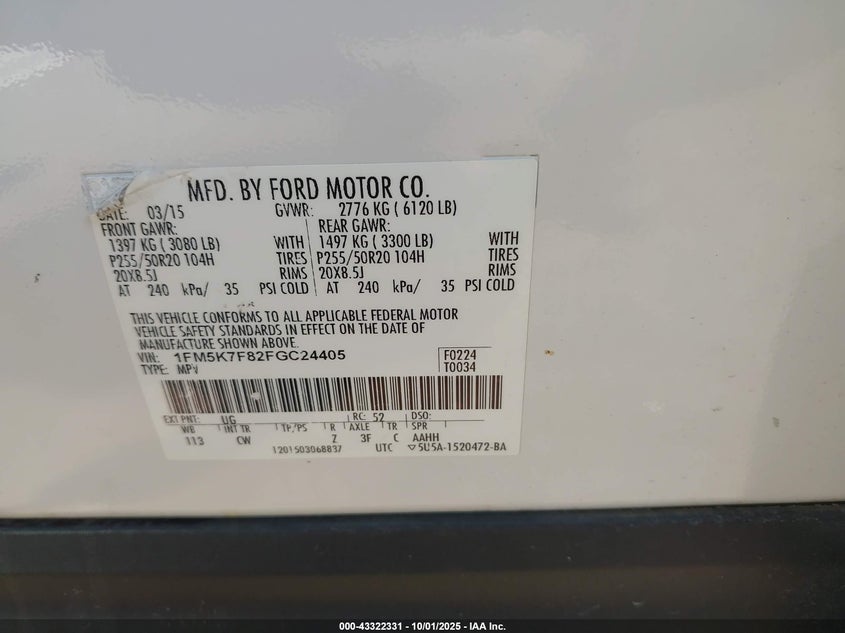 MFD. BY FORD MOTOR CO.
DATE: 03/15 GVWR: 2776 KG ( 6120 LB)
FRONT GAWR: REAR GAWR:
1397 KG ( 3080 LB) WITH 1497 KG ( 3300 LB) WITH
P255/50R20 104H TIRES P255/50R20 104H TIRES
20X8.5J RIMS 20X8.5J RIMS
AT 240 kPa/ 35 PSI COLD AT 240 kPa/ 35 PSI COLD
THIS VEHICLE CONFORMS TO ALL APPLICABLE FEDERAL MOTOR
VEHICLE SAFETY STANDARDS IN EFFECT ON THE DATE OF
MANUFACTURE SHOWN ABOVE.
VIN: 1FM5K7F82FGC24405 F0224
TYPE: MPV T0034
EXT PNT: UG RC: 52 DSO:
WB INT TR TP/PS R AXLE TR SPR
113 CW Z 3F C AAHH
1201503068837 UTC ▽5U5A-1520472-BA
000-43322331 - 10/01/2025 - IAA Inc.